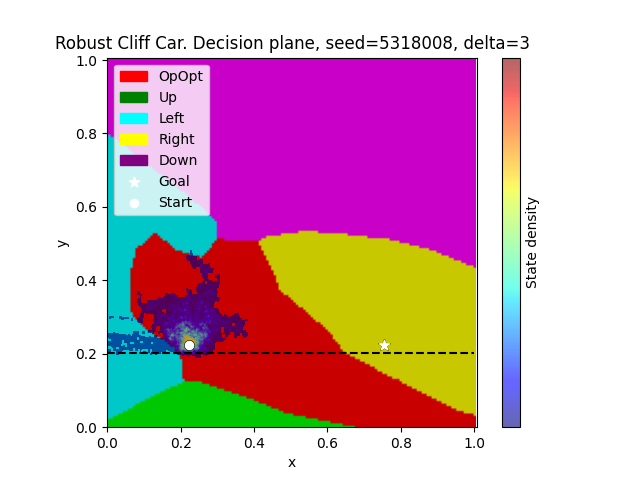 Robust Cliff Car. Decision plane, seed=5318008, delta=3
1.0
0.8
0.6
0.4
0.2
0.0
y
OpOpt
Up
Left
Right
Down
Goal
Start
0.0 0.2 0.4 0.6 0.8 1.0
x
State density